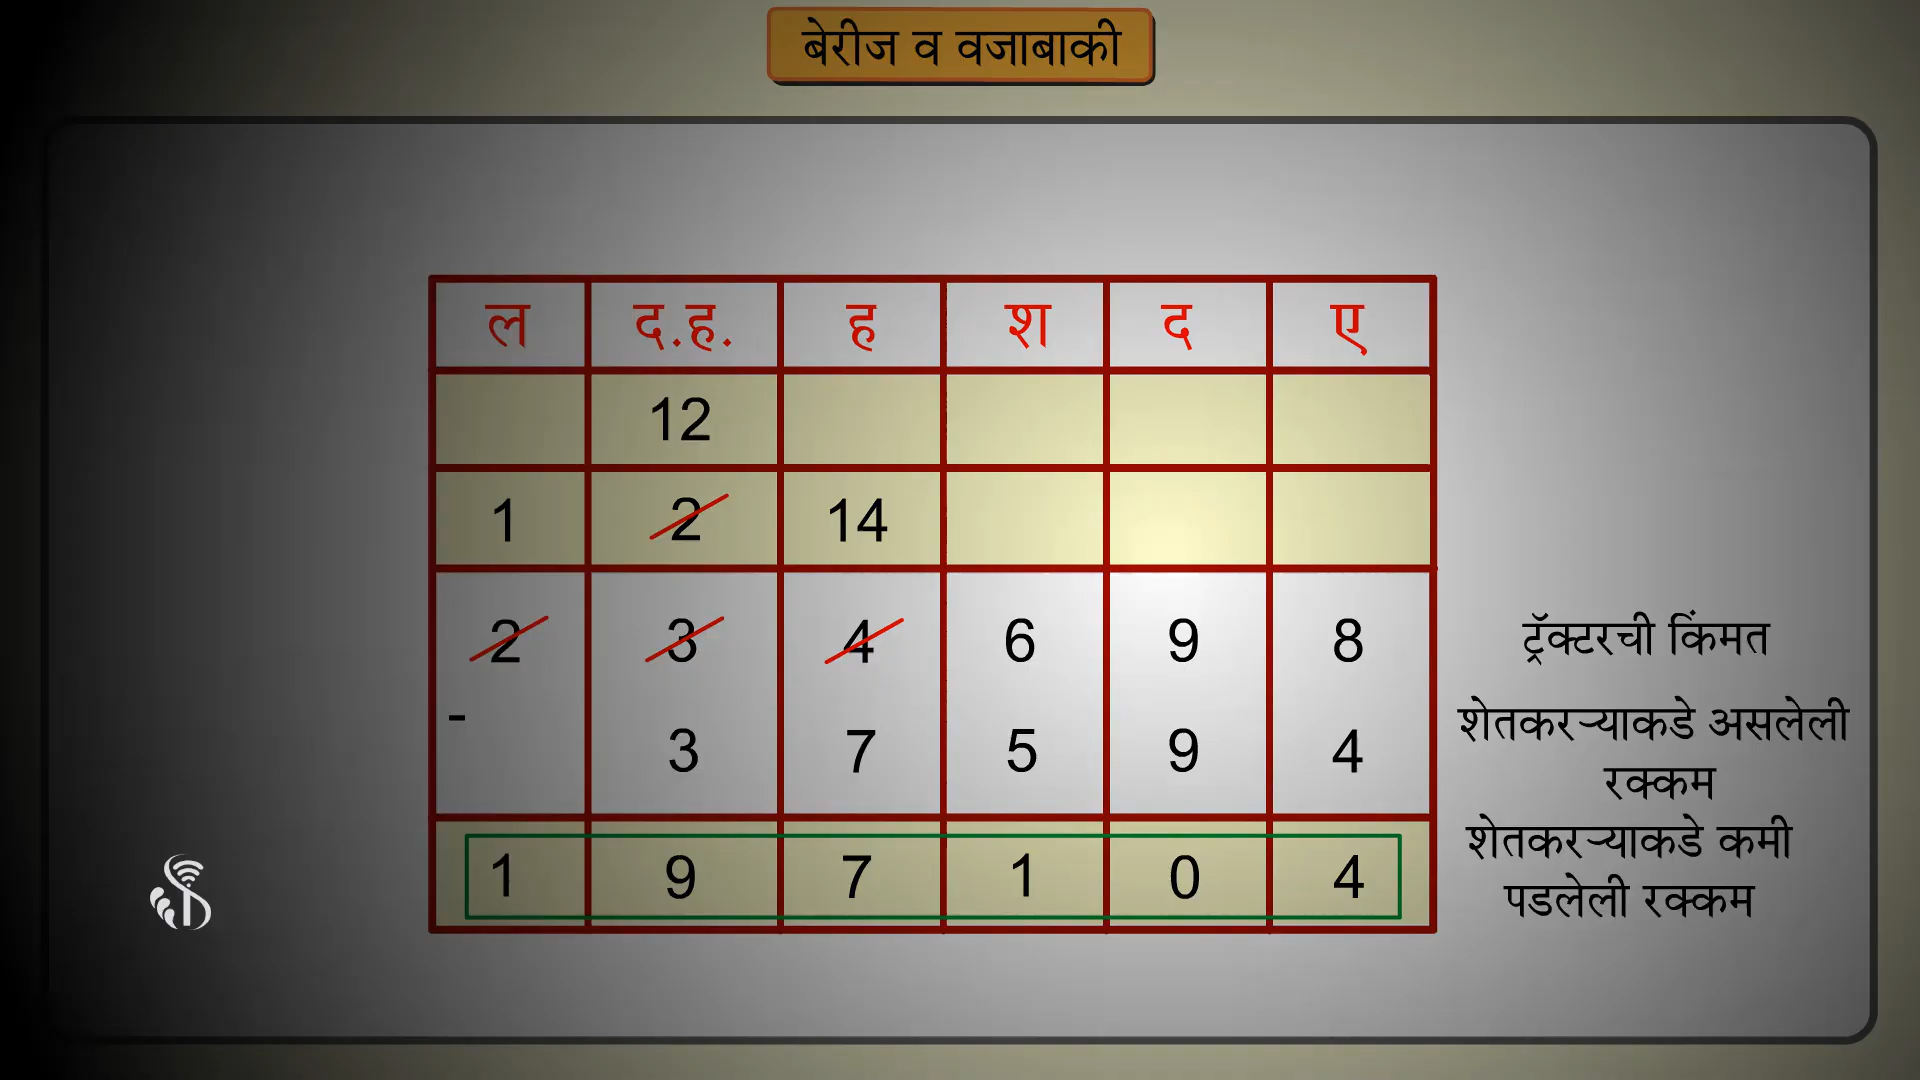 बेरीज व वजाबाकी
ल द.ह. ह श द ए
12
1 2 14
2 3 4 6 9 8 ट्रॅक्टरची किंमत
- 3 7 5 9 4 शेतकऱ्याकडे असलेली
रक्कम
शेतकऱ्याकडे कमी
1 9 7 1 0 4 पडलेली रक्कम